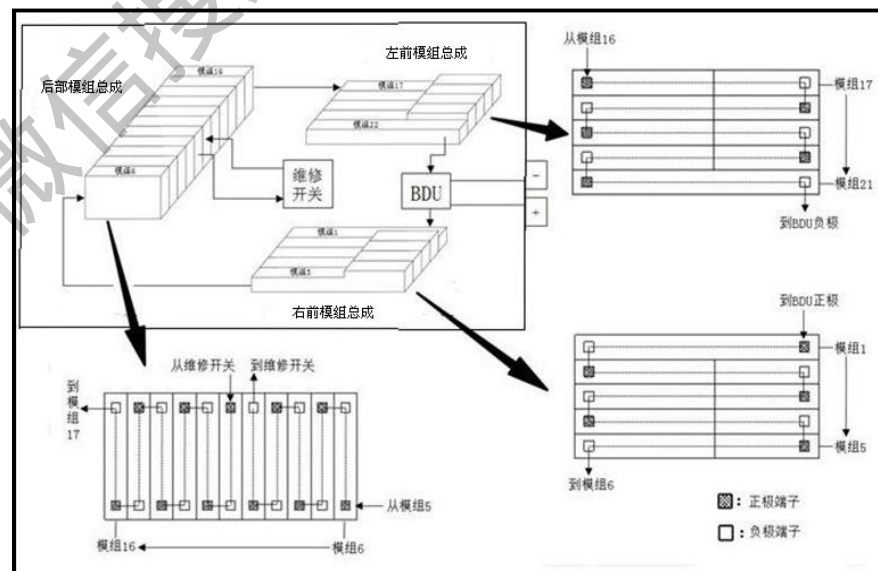 微信搜
左前模组总成
后部模组总成
模组16
模组17
模组22
模组6
维修
开关
BDU
−
+
模组1
模组5
右前模组总成
从模组16
模组17
模组21
到BDU负极
到BDU正极
模组1
模组5
到模组6
从维修开关
到维修开关
到
模
组
17
从模组5
模组16
模组6
：正极端子
：负极端子